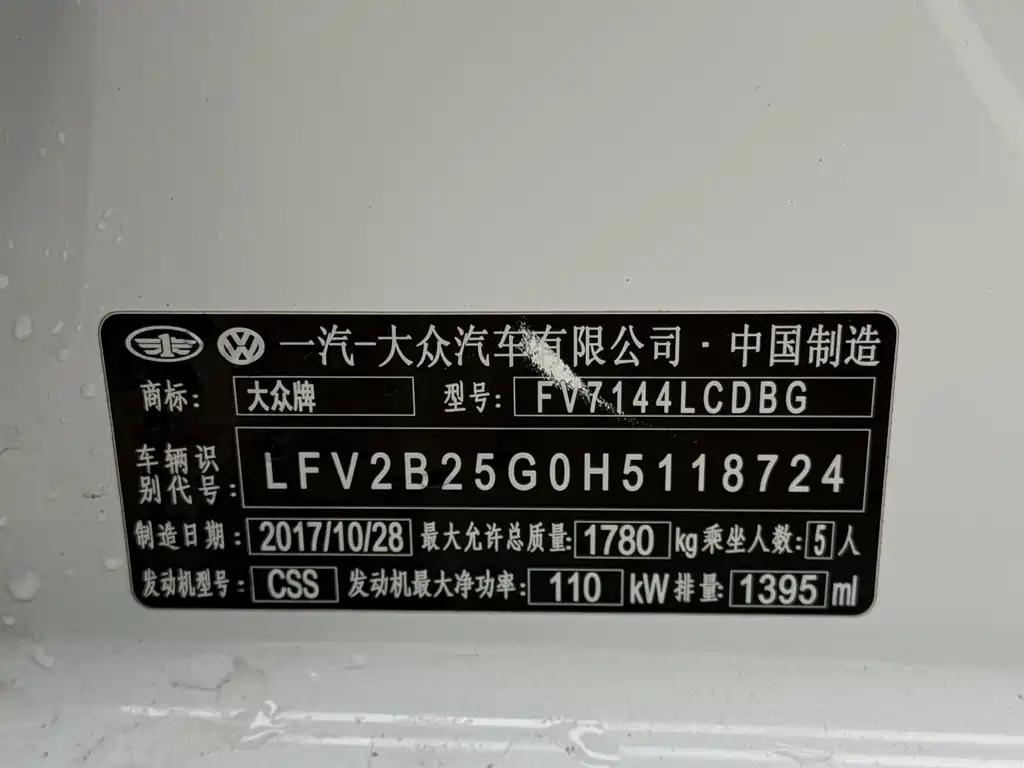 一汽-大众汽车有限公司·中国制造
商标: 大众牌 型号: FV7144LCDBG
车辆识别代号: LFV2B25G0H5118724
制造日期: 2017/10/28 最大允许总质量: 1780 kg 乘坐人数: 5 人
发动机型号: CSS 发动机最大净功率: 110 kW 排量: 1395 ml